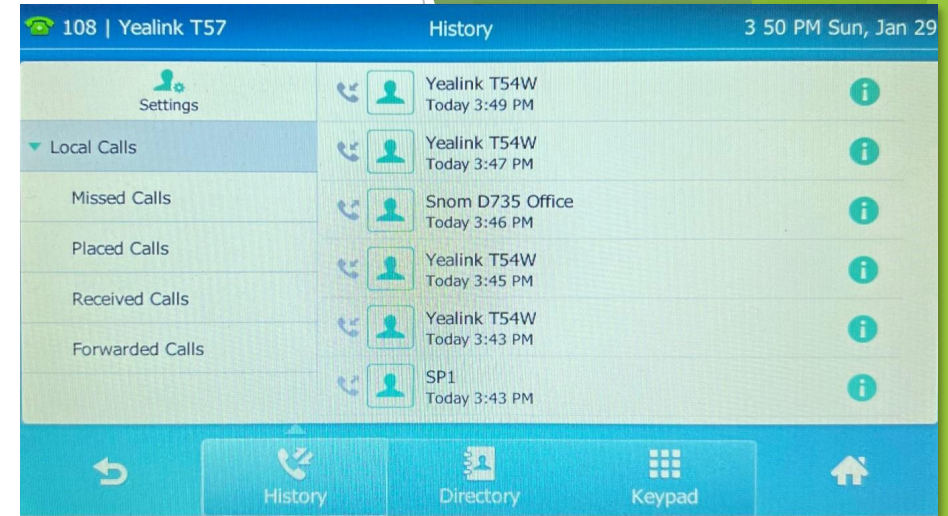 108 | Yealink T57
History
3 50 PM Sun, Jan 29
Settings
Local Calls
Missed Calls
Placed Calls
Received Calls
Forwarded Calls
Yealink T54W
Today 3:49 PM
Yealink T54W
Today 3:47 PM
Snom D735 Office
Today 3:46 PM
Yealink T54W
Today 3:45 PM
Yealink T54W
Today 3:43 PM
SP1
Today 3:43 PM
History
Directory
Keypad